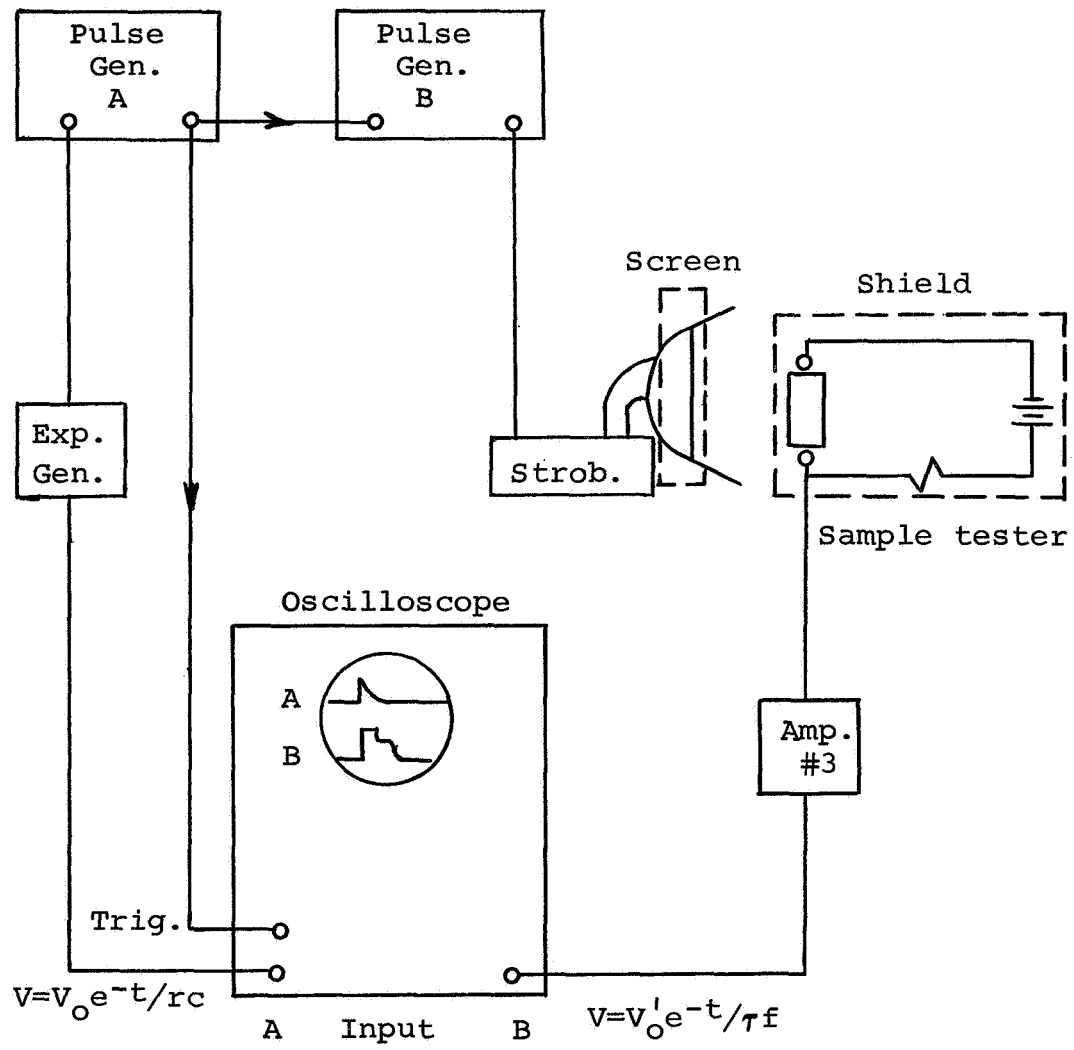 Pulse
Gen.
A
Pulse
Gen.
B
Screen
Shield
Exp.
Gen.
Strob.
Sample tester
Oscilloscope
A
B
Amp.
#3
Trig.
V=Voe-t/rc
V=V'oe-t/τf
A Input B